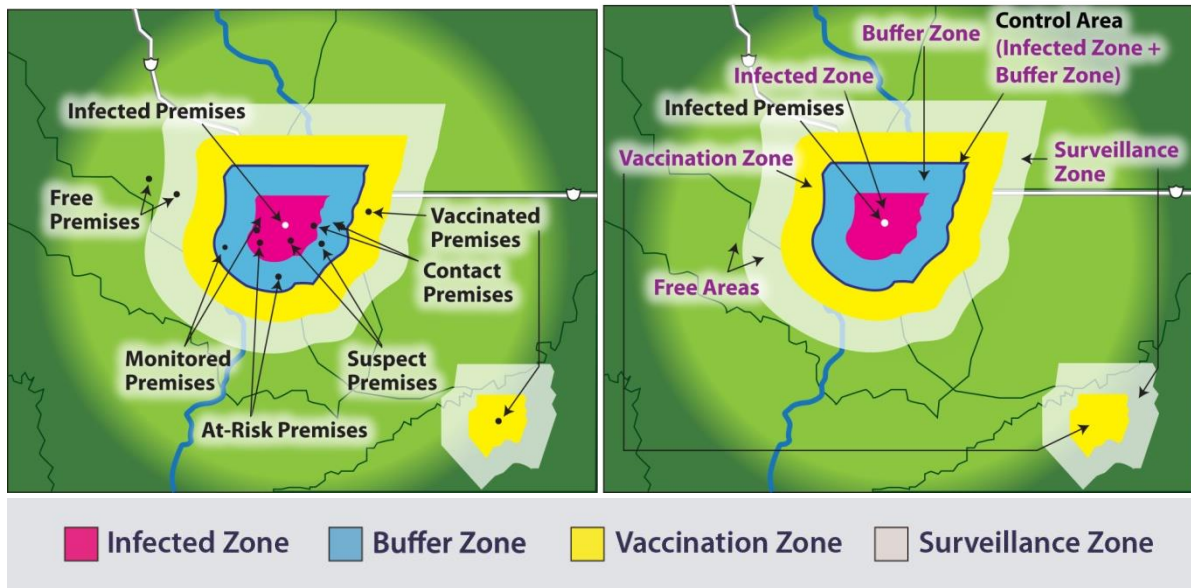 Infected Premises
Free
Premises
Vaccinated
Premises
Contact
Premises
Monitored
Premises
Suspect
Premises
At-Risk Premises
Buffer Zone
Control Area
(Infected Zone +
Buffer Zone)
Infected Zone
Infected Premises
Vaccination Zone
Surveillance
Zone
Free Areas
Infected Zone
Buffer Zone
Vaccination Zone
Surveillance Zone